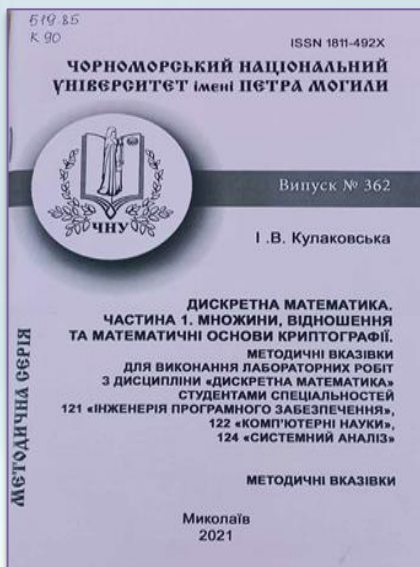 519.85
К 90
ISSN 1811-492X
ЧОРНОМОРСЬКИЙ НАЦІОНАЛЬНИЙ
УНІВЕРСИТЕТ імені ПЕТРА МОГИЛИ
ЧНУ
Випуск № 362
І .В. Кулаковська
ДИСКРЕТНА МАТЕМАТИКА.
ЧАСТИНА 1. МНОЖИНИ, ВІДНОШЕННЯ
ТА МАТЕМАТИЧНІ ОСНОВИ КРИПТОГРАФІЇ.
МЕТОДИЧНІ ВКАЗІВКИ
ДЛЯ ВИКОНАННЯ ЛАБОРАТОРНИХ РОБІТ
З ДИСЦИПЛІНИ «ДИСКРЕТНА МАТЕМАТИКА»
СТУДЕНТАМИ СПЕЦІАЛЬНОСТЕЙ
121 «ІНЖЕНЕРІЯ ПРОГРАМНОГО ЗАБЕЗПЕЧЕННЯ»,
122 «КОМП'ЮТЕРНІ НАУКИ»,
124 «СИСТЕМНИЙ АНАЛІЗ»
МЕТОДИЧНІ ВКАЗІВКИ
МЕТОДИЧНА СЕРІЯ
Миколаїв
2021